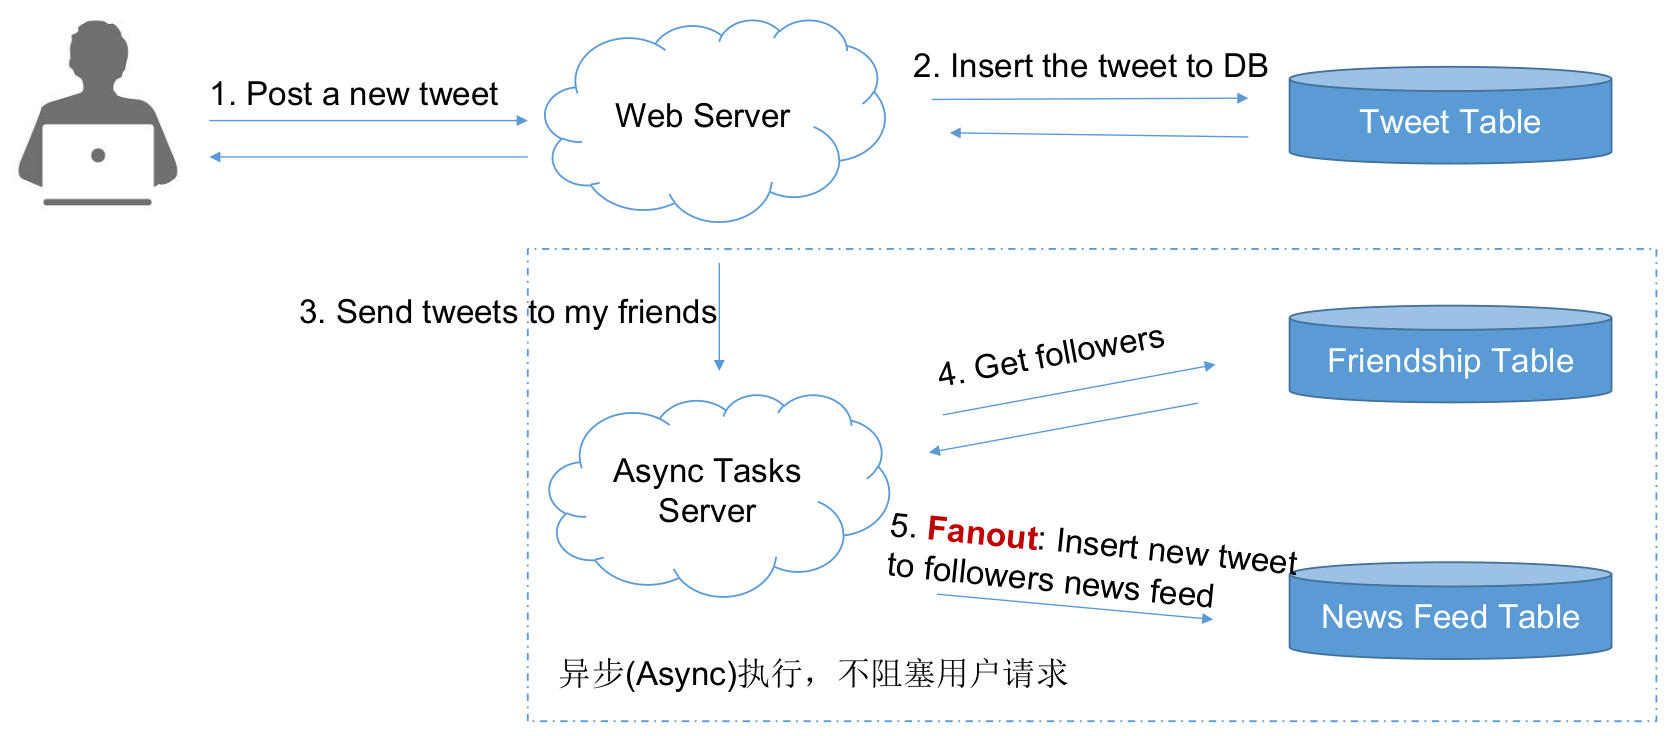 1. Post a new tweet
Web Server
2. Insert the tweet to DB
Tweet Table
3. Send tweets to my friends
4. Get followers
Friendship Table
Async Tasks
Server
5. Fanout: Insert new tweet
to followers news feed
News Feed Table
异步(Async)执行，不阻塞用户请求